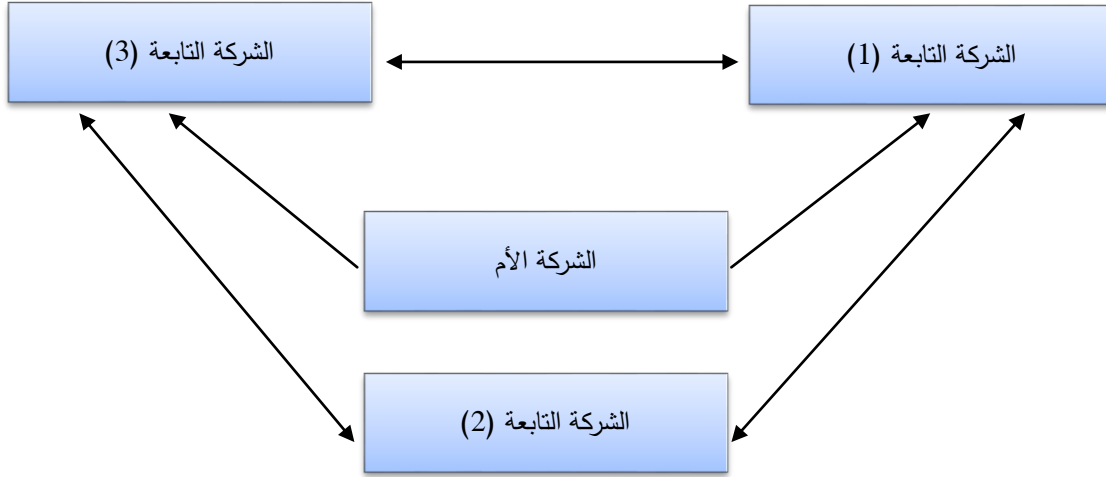 الشركة التابعة (1)
الشركة التابعة (3)
الشركة الأم
الشركة التابعة (2)